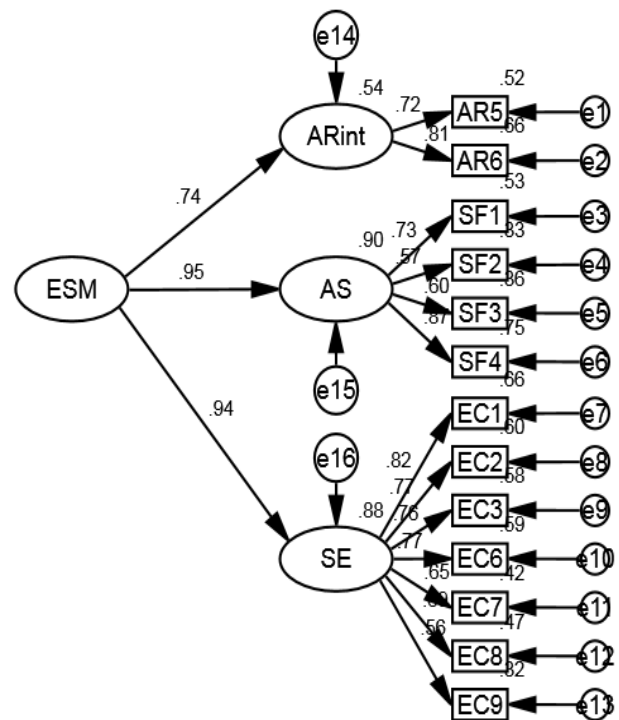 e14
.54
.52
.72
AR5
e1
ARint
.81
.66
AR6
e2
.53
.74
SF1
e3
.73
.33
.90
.57
SF2
e4
.95
.60
.36
ESM
AS
SF3
e5
.87
.75
SF4
e6
.66
e15
.94
EC1
e7
.60
e16
.82
EC2
e8
.77
.58
.88
.76
EC3
e9
.77
.59
SE
EC6
e10
.65
.42
EC7
e11
.47
.56
EC8
e12
.32
EC9
e13